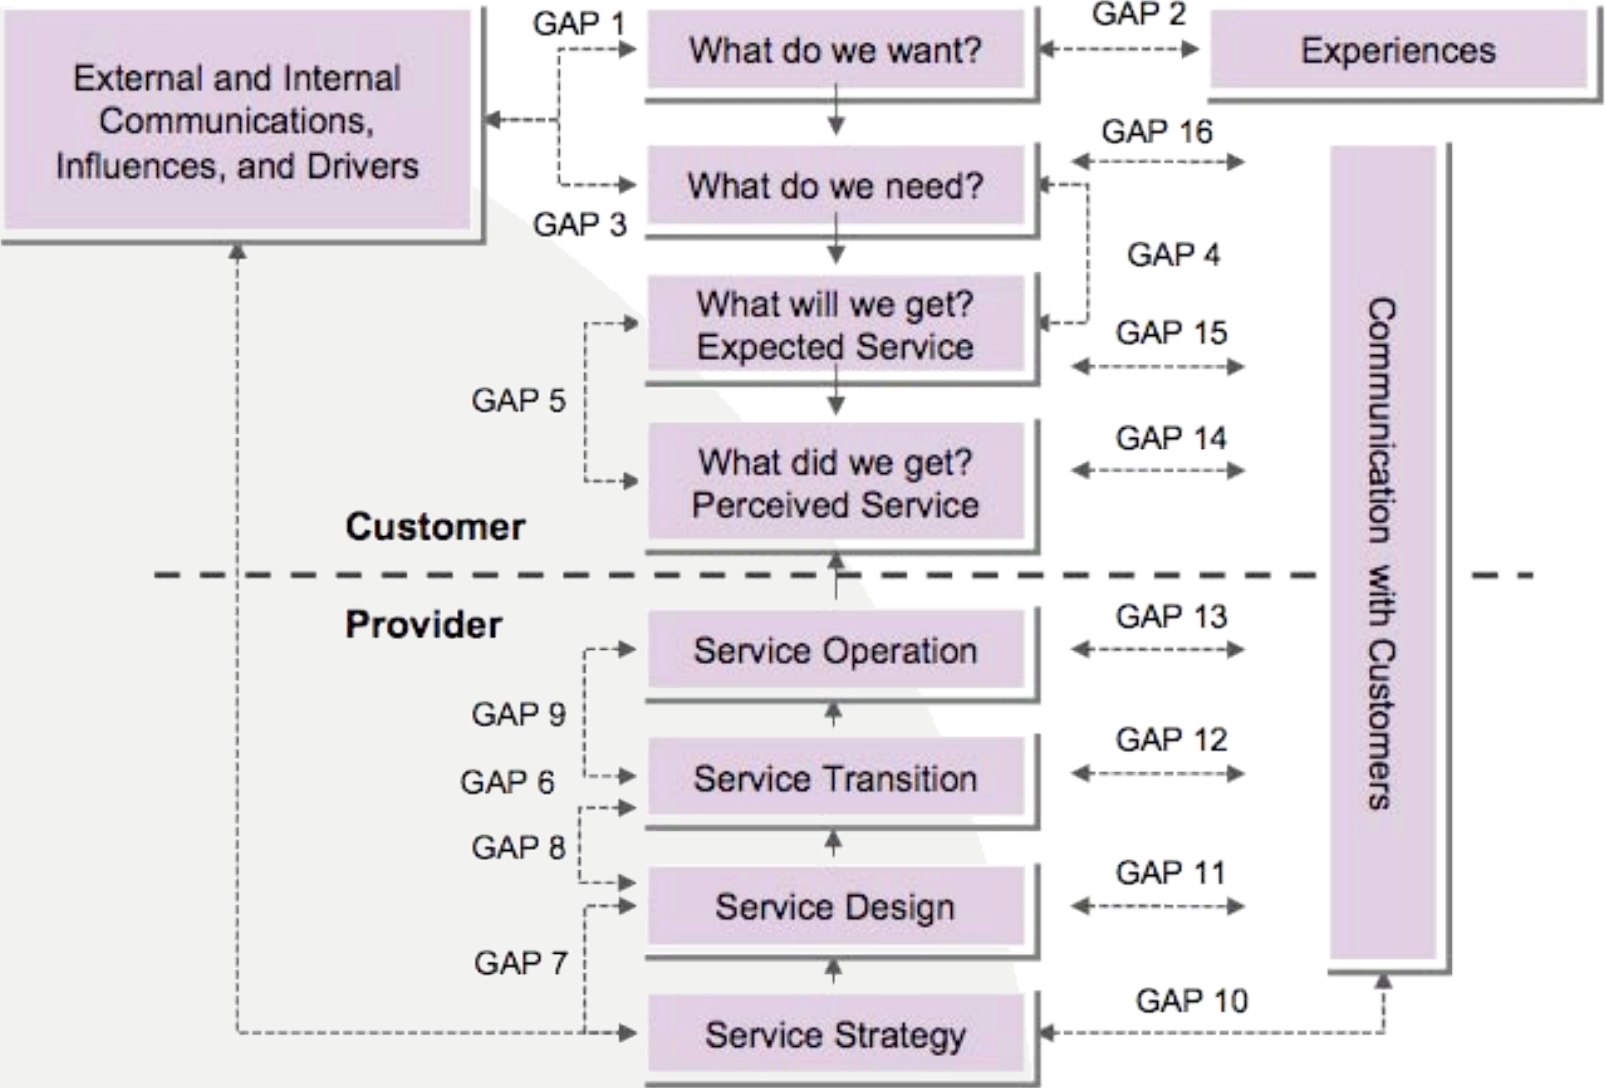 GAP 1
GAP 2
External and Internal
Communications,
Influences, and Drivers
What do we want?
Experiences
GAP 16
What do we need?
GAP 3
GAP 4
What will we get?
Expected Service
GAP 15
GAP 5
GAP 14
What did we get?
Perceived Service
Communication with Customers
Customer
Provider
GAP 13
Service Operation
GAP 9
GAP 12
Service Transition
GAP 6
GAP 8
GAP 11
Service Design
GAP 7
GAP 10
Service Strategy